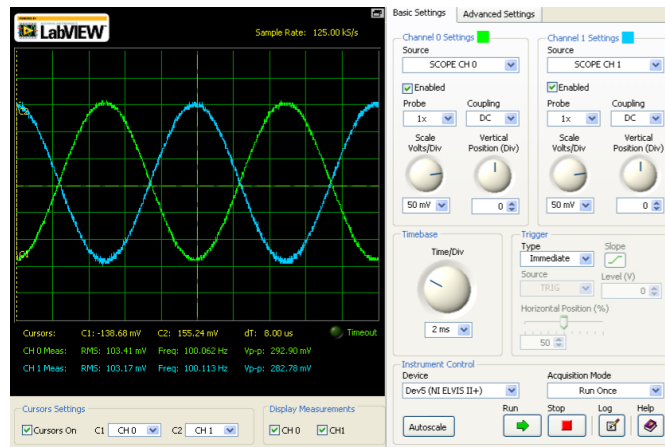 LabVIEW
Sample Rate: 125.00 kS/s
Cursors: C1: -138.68 mV C2: 155.24 mV dT: 8.00 us Timeout
CH 0 Meas: RMS: 103.41 mV Freq: 100.062 Hz Vp-p: 292.90 mV
CH 1 Meas: RMS: 103.17 mV Freq: 100.113 Hz Vp-p: 282.78 mV
Cursors Settings
Cursors On C1 CH 0 C2 CH 1
Display Measurements
CH 0 CH1
Basic Settings Advanced Settings
Channel 0 Settings
Source
SCOPE CH 0
Enabled
Probe Coupling
1x DC
Scale Volts/Div
Vertical Position (Div)
50 mV 0
Channel 1 Settings
Source
SCOPE CH 1
Enabled
Probe Coupling
1x DC
Scale Volts/Div
Vertical Position (Div)
50 mV 0
Timebase
Time/Div
2 ms
Trigger
Type Slope
Immediate
Source Level (V)
TRIG 0
Horizontal Position (%)
50
Instrument Control
Device Acquisition Mode
Dev5 (NI ELVIS II+) Run Once
Run Stop Log Help
Autoscale